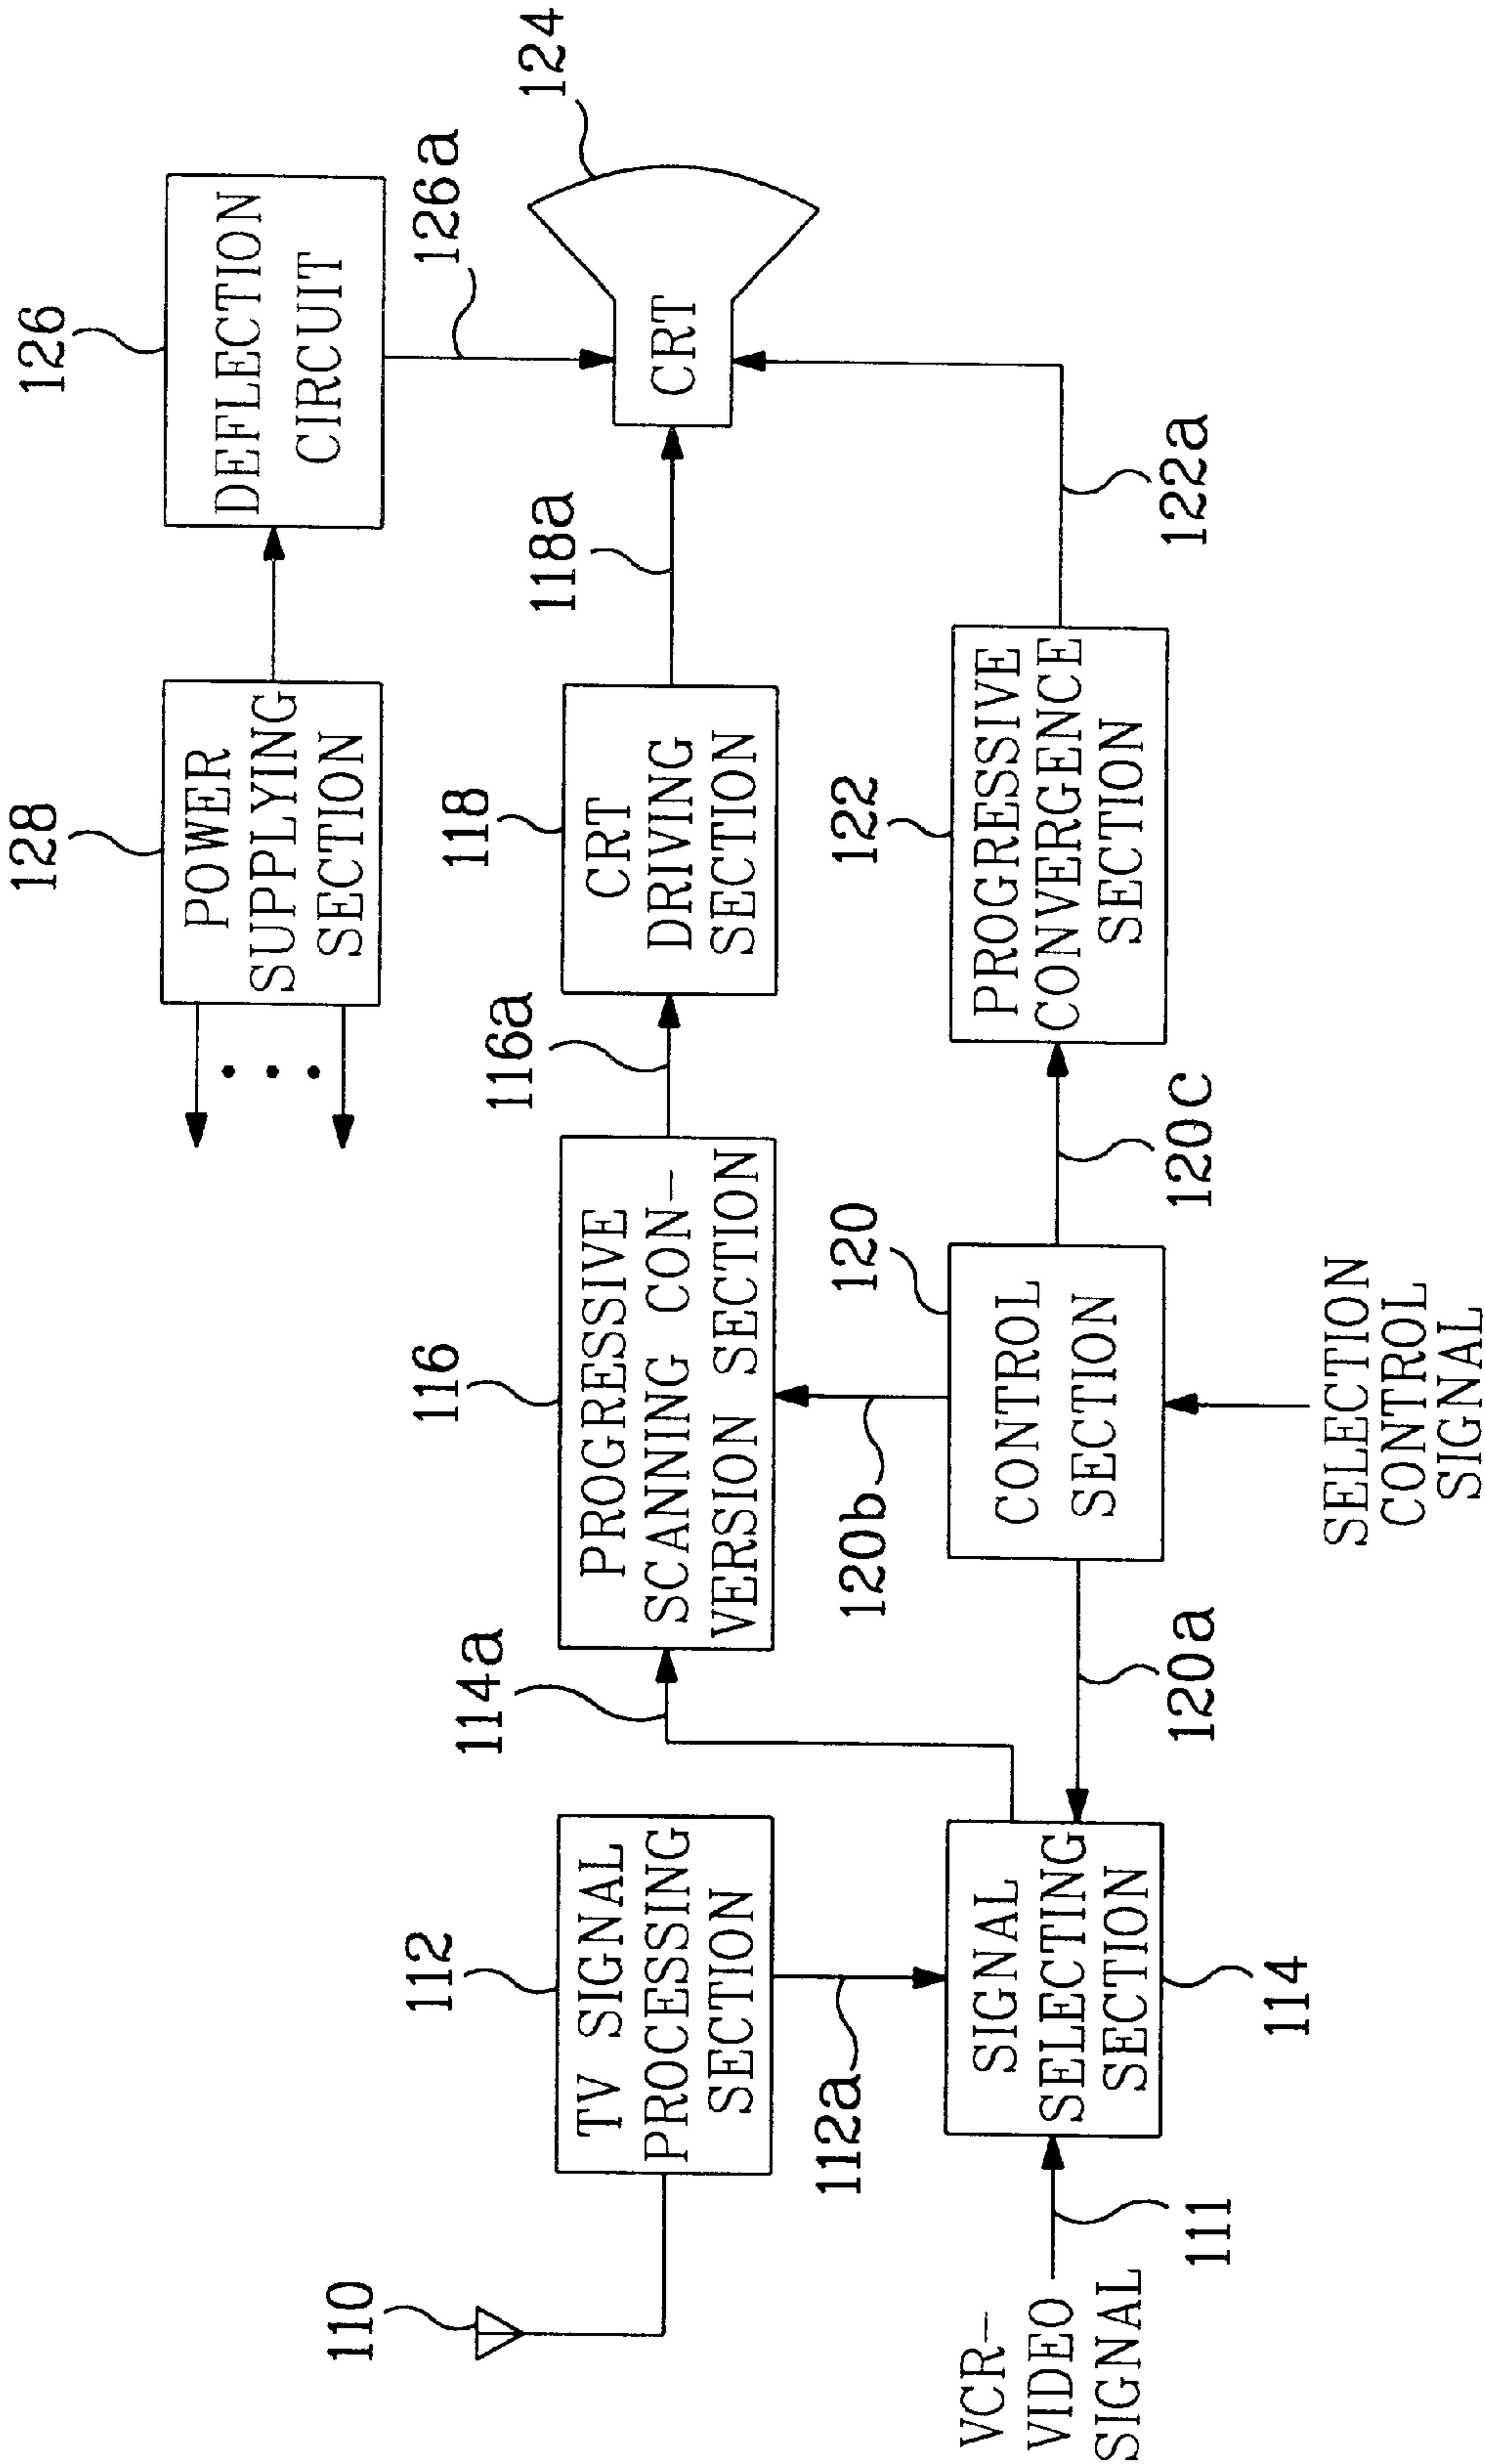 128
POWER
SUPPLYING
SECTION
126
DEFLECTION
CIRCUIT
126a
110
112
TV SIGNAL
PROCESSING
SECTION
112a
114a
116
PROGRESSIVE
SCANNING CON-
VERSION SECTION
116a
118
CRT
DRIVING
SECTION
118a
CRT
124
VCR-
VIDEO
SIGNAL
111
SIGNAL
SELECTING
SECTION
114
120a
120b
120
CONTROL
SECTION
SELECTION
CONTROL
SIGNAL
120C
122
PROGRESSIVE
CONVERGENCE
SECTION
122a